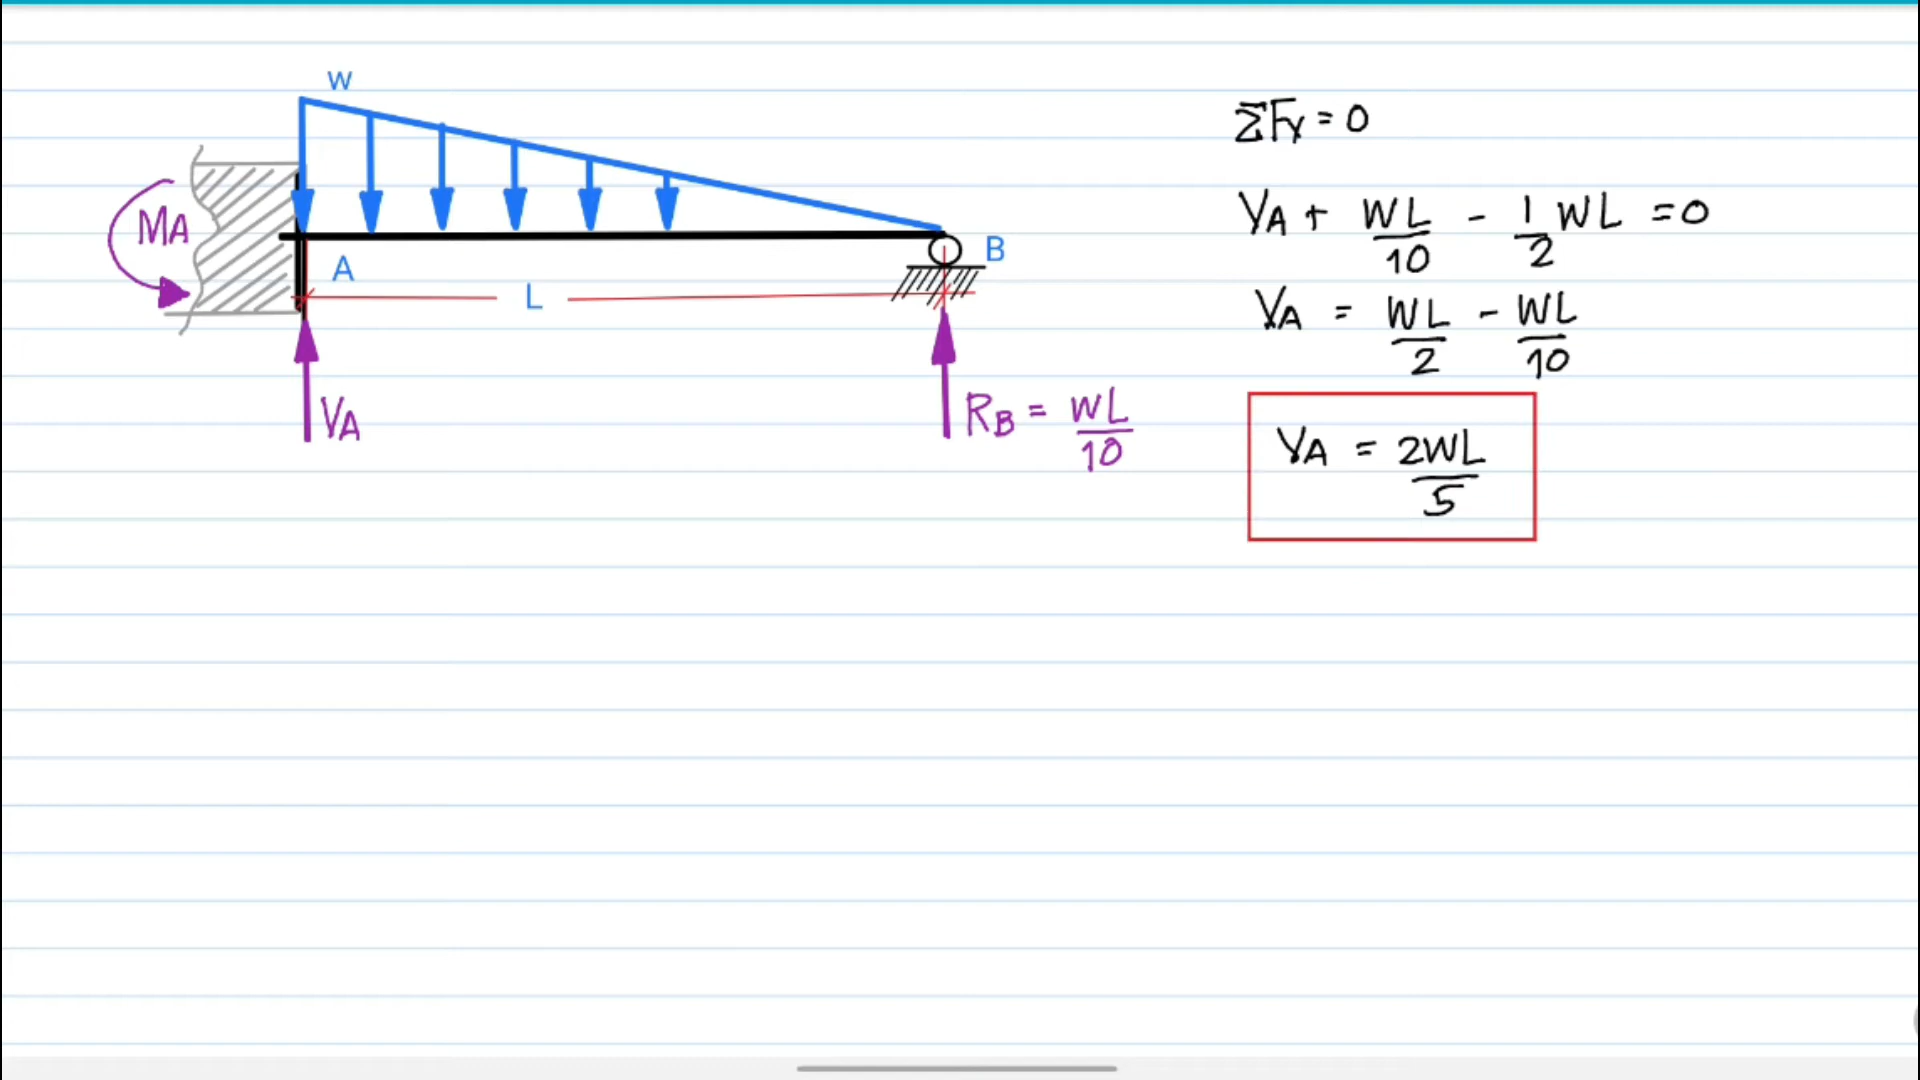 w
MA
A
B
L
VA
RB = WL/10
ΣFy = 0
VA + WL/10 - 1/2 WL = 0
VA = WL/2 - WL/10
VA = 2WL/5